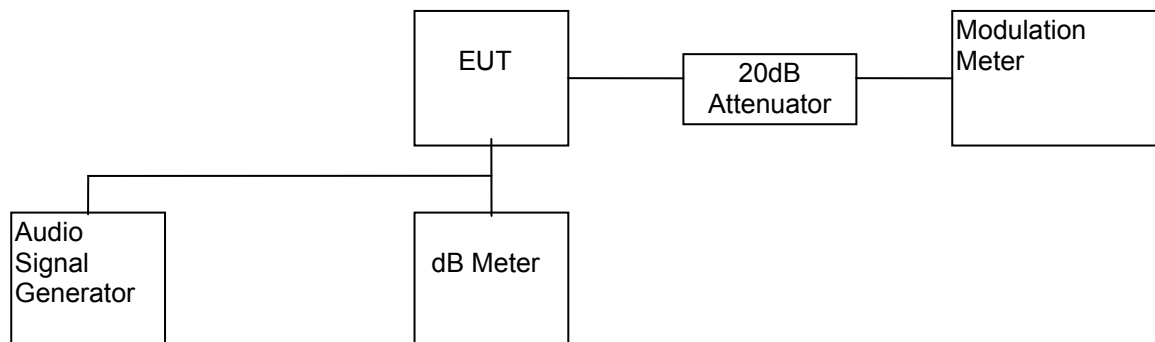 EUT
20dB
Attenuator
Modulation
Meter
Audio
Signal
Generator
dB Meter